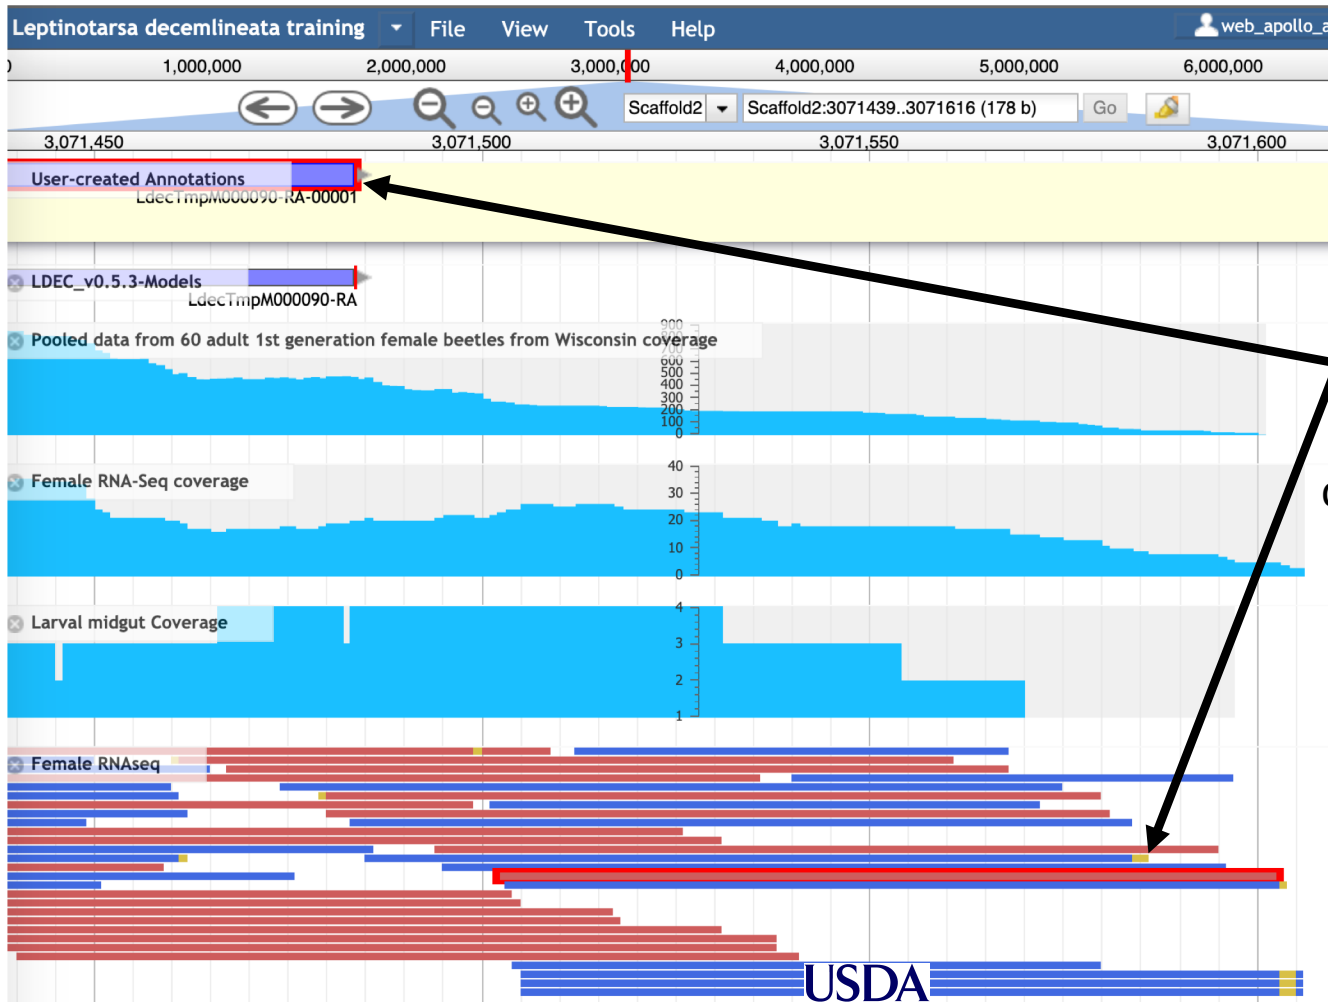 Leptinotarsa decemlineata training File View Tools Help web_apollo_a
0 1,000,000 2,000,000 3,000,000 4,000,000 5,000,000 6,000,000
Scaffold2 Scaffold2:3071439..3071616 (178 b) Go
3,071,450 3,071,500 3,071,550 3,071,600
User-created Annotations
LdecTmpM000090-RA-00001
LDEC_v0.5.3-Models
LdecTmpM000090-RA
900
800
Pooled data from 60 adult 1st generation female beetles from Wisconsin coverage
700
600
500
400
300
200
100
0
40
Female RNA-Seq coverage
30
20
10
0
4
Larval midgut Coverage
3
2
1
Female RNAseq
USDA